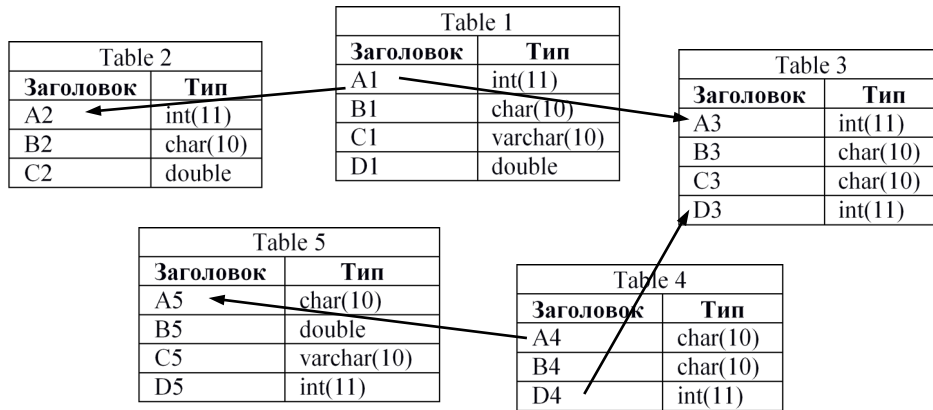 Table 1
Заголовок Тип
A1 int(11)
B1 char(10)
C1 varchar(10)
D1 double
Table 2
Заголовок Тип
A2 int(11)
B2 char(10)
C2 double
Table 3
Заголовок Тип
A3 int(11)
B3 char(10)
C3 char(10)
D3 int(11)
Table 5
Заголовок Тип
A5 char(10)
B5 double
C5 varchar(10)
D5 int(11)
Table 4
Заголовок Тип
A4 char(10)
B4 char(10)
D4 int(11)